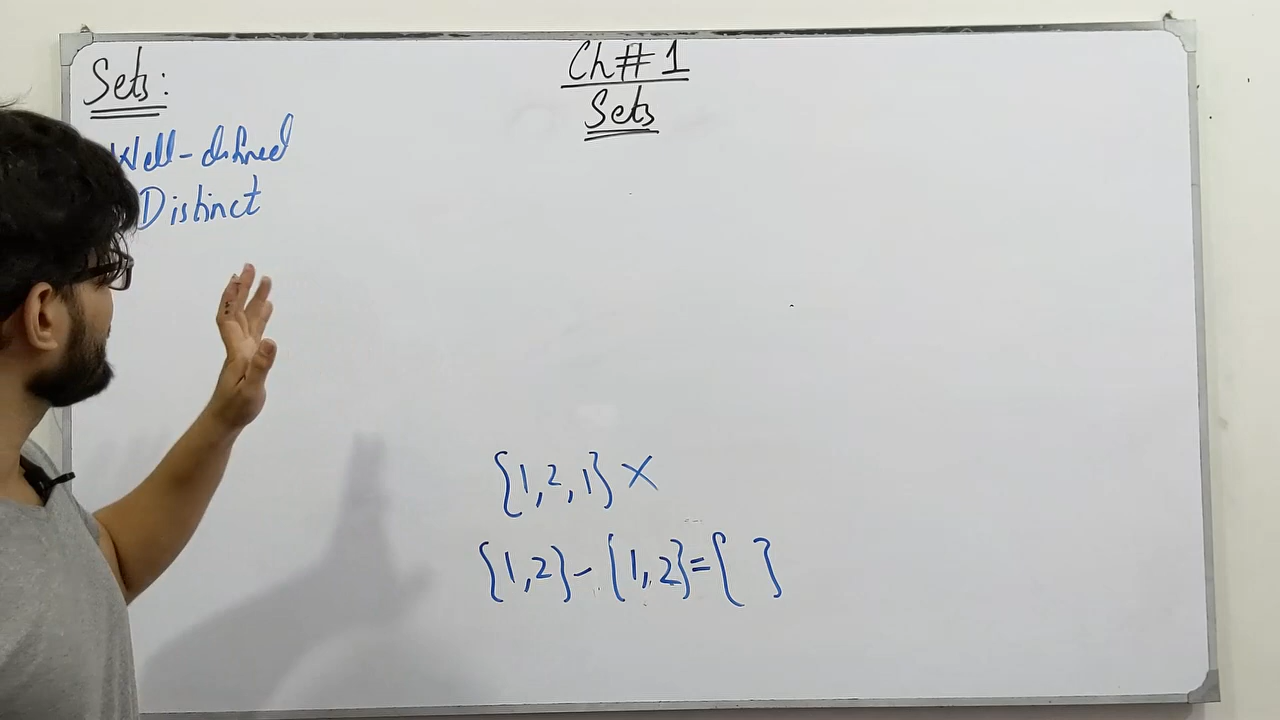 Ch#1
Sets
Sets:
Well-defined
Distinct
{1,2,1} X
{1,2}-{1,2}={ }